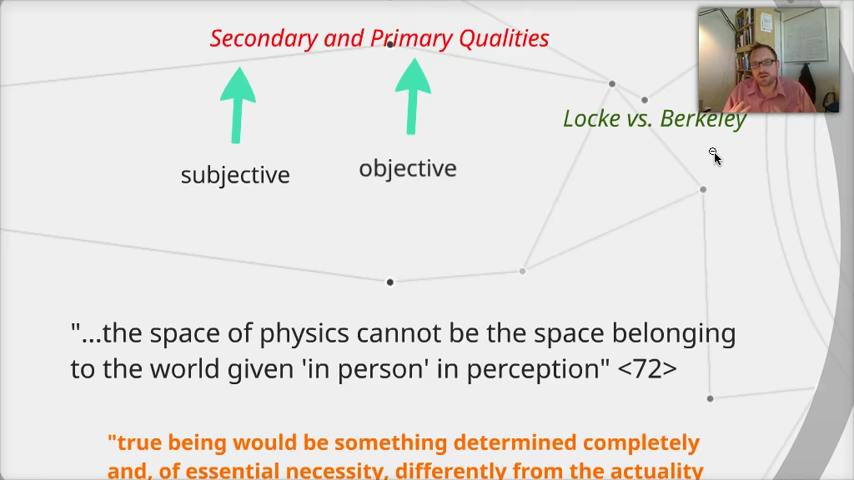 Secondary and Primary Qualities
Locke vs. Berkeley
subjective
objective
"...the space of physics cannot be the space belonging
to the world given 'in person' in perception" <72>
"true being would be something determined completely
and, of essential necessity, differently from the actuality